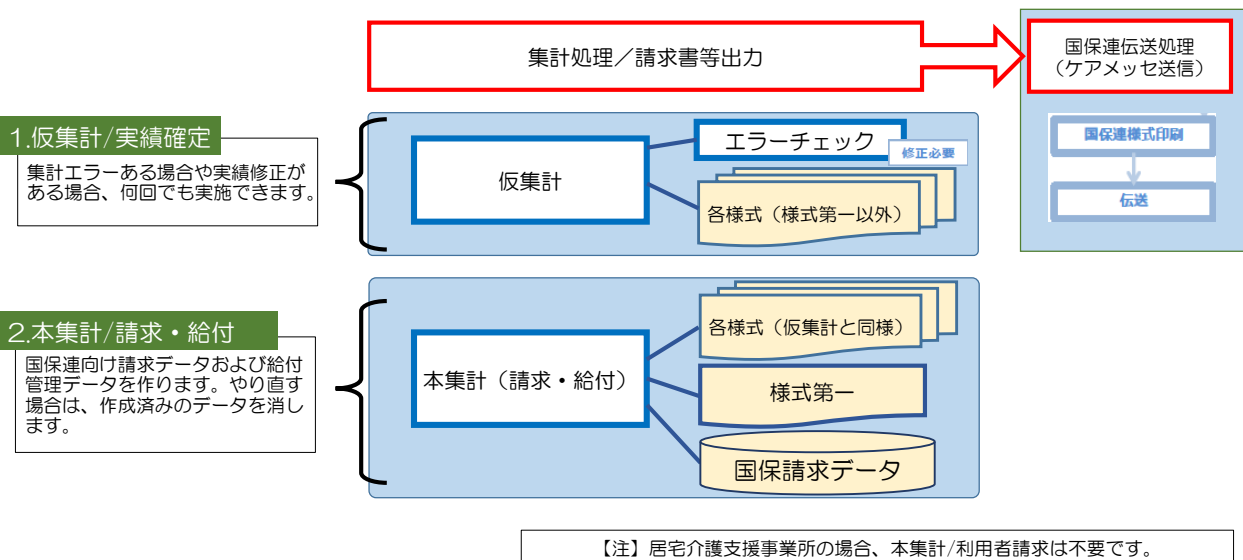 集計処理／請求書等出力
国保連伝送処理
（ケアメッセ送信）
1.仮集計/実績確定
集計エラーある場合や実績修正が
ある場合、何回でも実施できます。
仮集計
エラーチェック
修正必要
各様式（様式第一以外）
国保連様式印刷
伝送
2.本集計/請求・給付
国保連向け請求データおよび給付
管理データを作ります。やり直す
場合は、作成済みのデータを消し
ます。
本集計（請求・給付）
各様式（仮集計と同様）
様式第一
国保請求データ
【注】居宅介護支援事業所の場合、本集計/利用者請求は不要です。